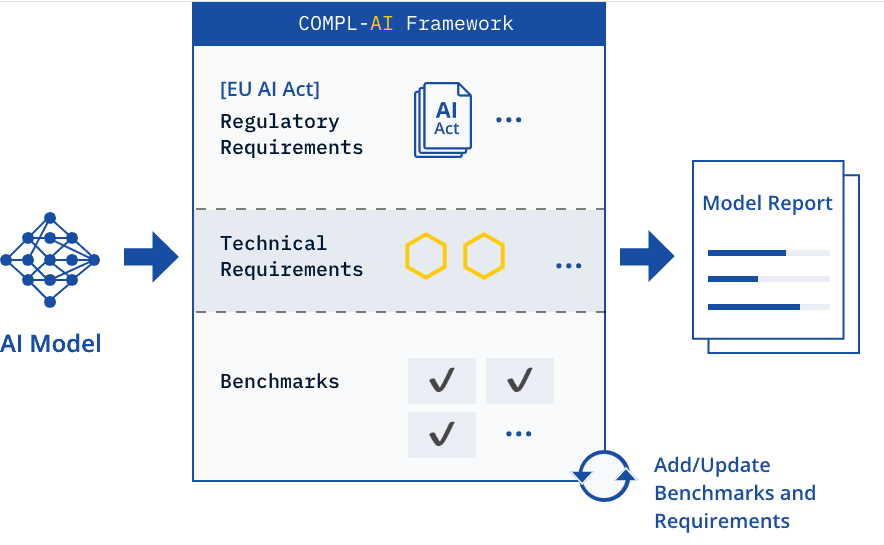 COMPL-AI Framework
[EU AI Act]
Regulatory
Requirements
AI
Act
...
Technical
Requirements
...
Benchmarks
...
AI Model
Model Report
Add/Update
Benchmarks and
Requirements